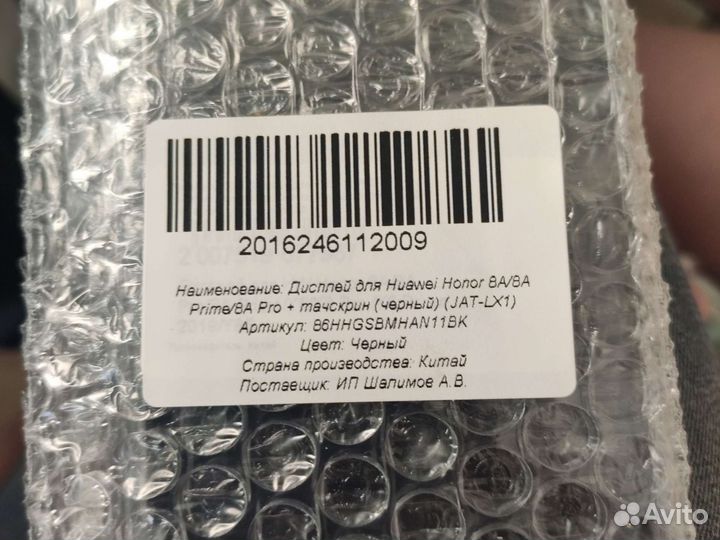 2016246112009
Наименование: Дисплей для Huawei Honor 8A/8A
Prime/8A Pro + тачскрин (черный) (JAT-LX1)
Артикул: 86HHGSBMHAN11BK
Цвет: Черный
Страна производства: Китай
Поставщик: ИП Шалимов А.В.
Avito